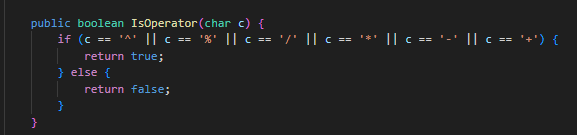 public boolean IsOperator(char c) {
if (c == '^' || c == '%' || c == '/' || c == '*' || c == '-' || c == '+') {
return true;
} else {
return false;
}
}